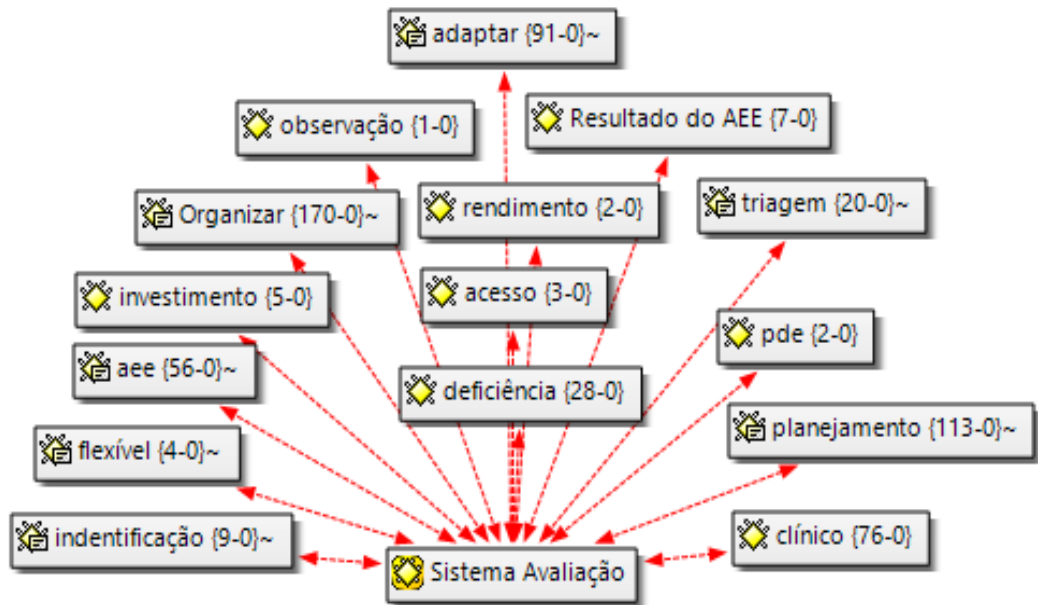 adaptar {91-0}~
observação {1-0}
Resultado do AEE {7-0}
Organizar {170-0}~
rendimento {2-0}
triagem {20-0}~
investimento {5-0}
acesso {3-0}
pde {2-0}
aee {56-0}~
deficiência {28-0}
planejamento {113-0}~
flexível {4-0}~
indentificação {9-0}~
clínico {76-0}
Sistema Avaliação